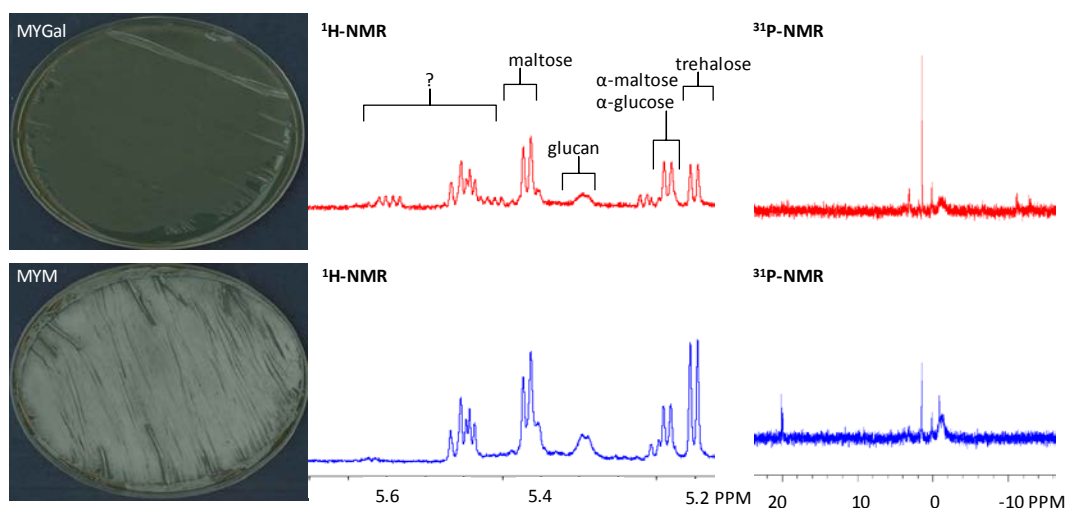 MYGal
¹H-NMR
³¹P-NMR
?
maltose
glucan
α-maltose
α-glucose
trehalose
MYM
¹H-NMR
³¹P-NMR
5.6
5.4
5.2 PPM
20
10
0
-10 PPM